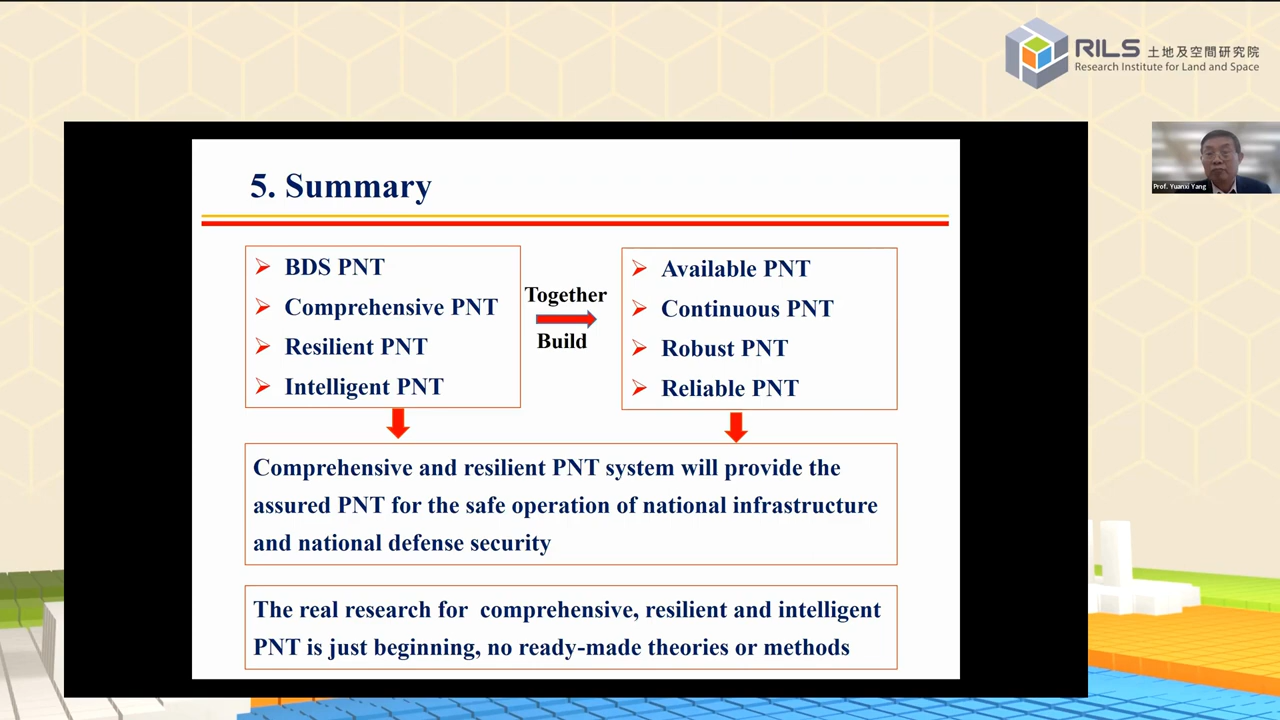 RILS 土地及空間研究院
Research Institute for Land and Space
Prof. Yuanxi Yang
5. Summary
BDS PNT
Comprehensive PNT
Resilient PNT
Intelligent PNT
Together
Build
Available PNT
Continuous PNT
Robust PNT
Reliable PNT
Comprehensive and resilient PNT system will provide the
assured PNT for the safe operation of national infrastructure
and national defense security
The real research for comprehensive, resilient and intelligent
PNT is just beginning, no ready-made theories or methods